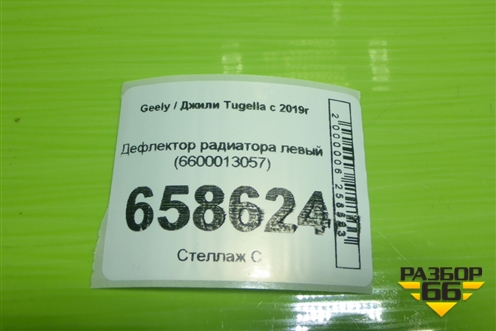 Geely / Джили Tugella с 2019г
Дефлектор радиатора левый
(6600013057)
658624
Стеллаж С
РАЗБОР
66